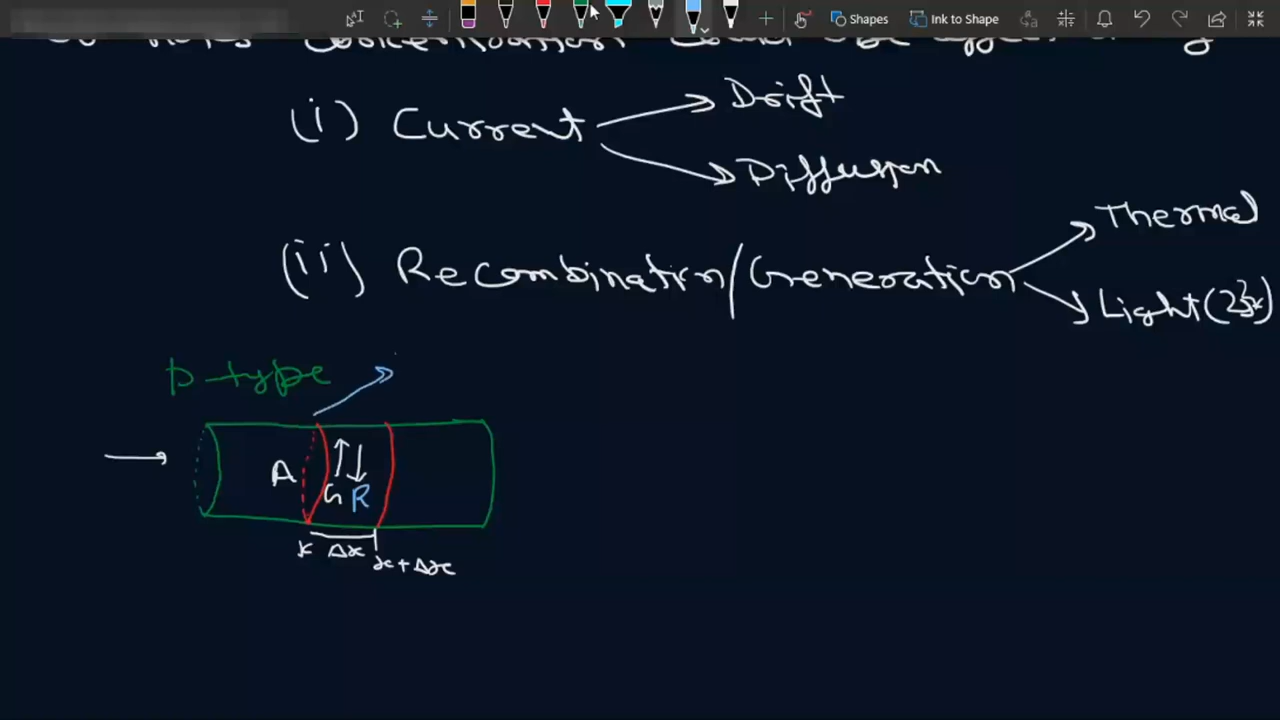 Shapes Ink to Shape
(i) Current → Drift
→ Diffusion
(ii) Recombination/Generation → Thermal
→ Light
p-type
A G R
x Δx x+Δx